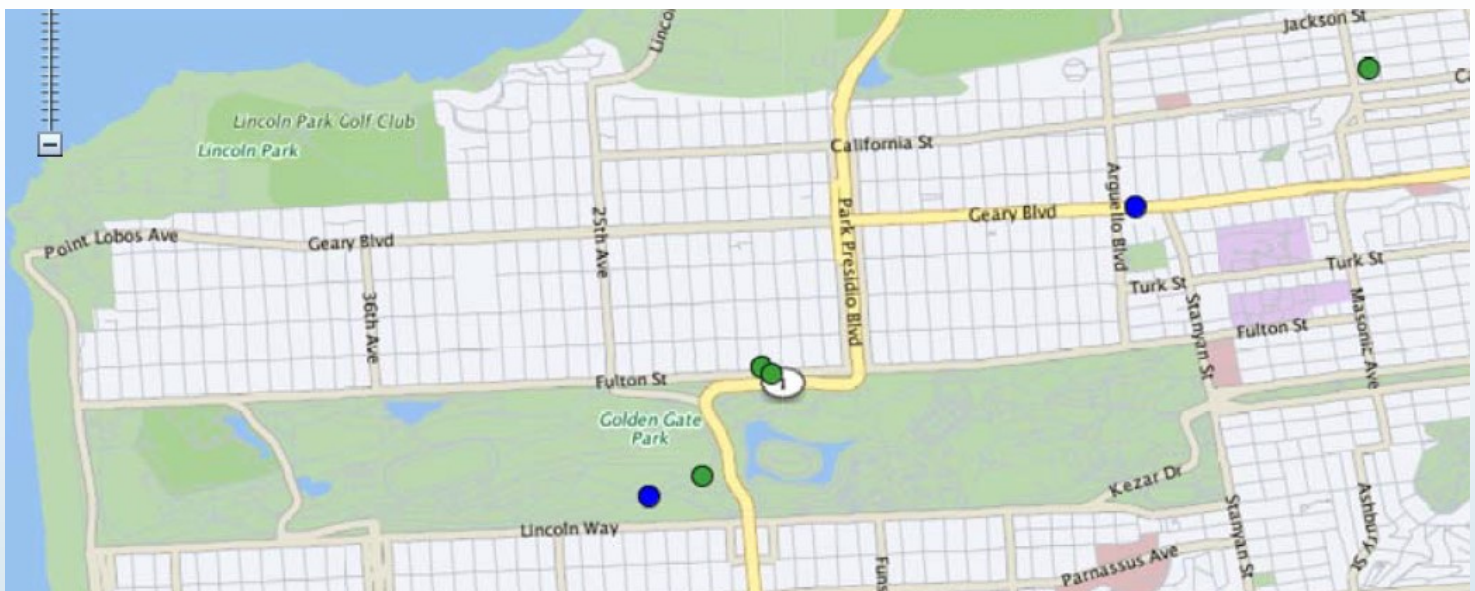 Jackson St
Lincoln Park Golf Club
Lincoln Park
California St
Arguello Blvd
25th Ave
Park Presidio Blvd
Geary Blvd
Point Lobos Ave
Geary Blvd
Turk St
Turk St
36th Ave
Stanyan St
Masonic Ave
Fulton St
Fulton St
Golden Gate
Park
Kezar Dr
Lincoln Way
Stanyan St
Ashbury St
Parnassus Ave